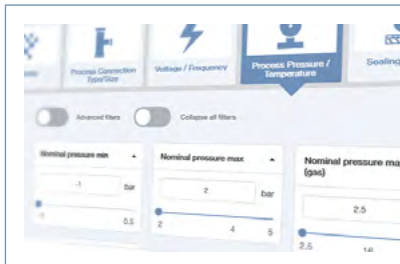 Process Connection
Type/Size
Voltage / Frequency
Process Pressure /
Temperature
Sealing
Advanced filters
Collapse all filters
Nominal pressure min
-1
bar
-1
0.5
Nominal pressure max
2
bar
2
4
5
Nominal pressure ma
(gas)
2.5
2.5
16